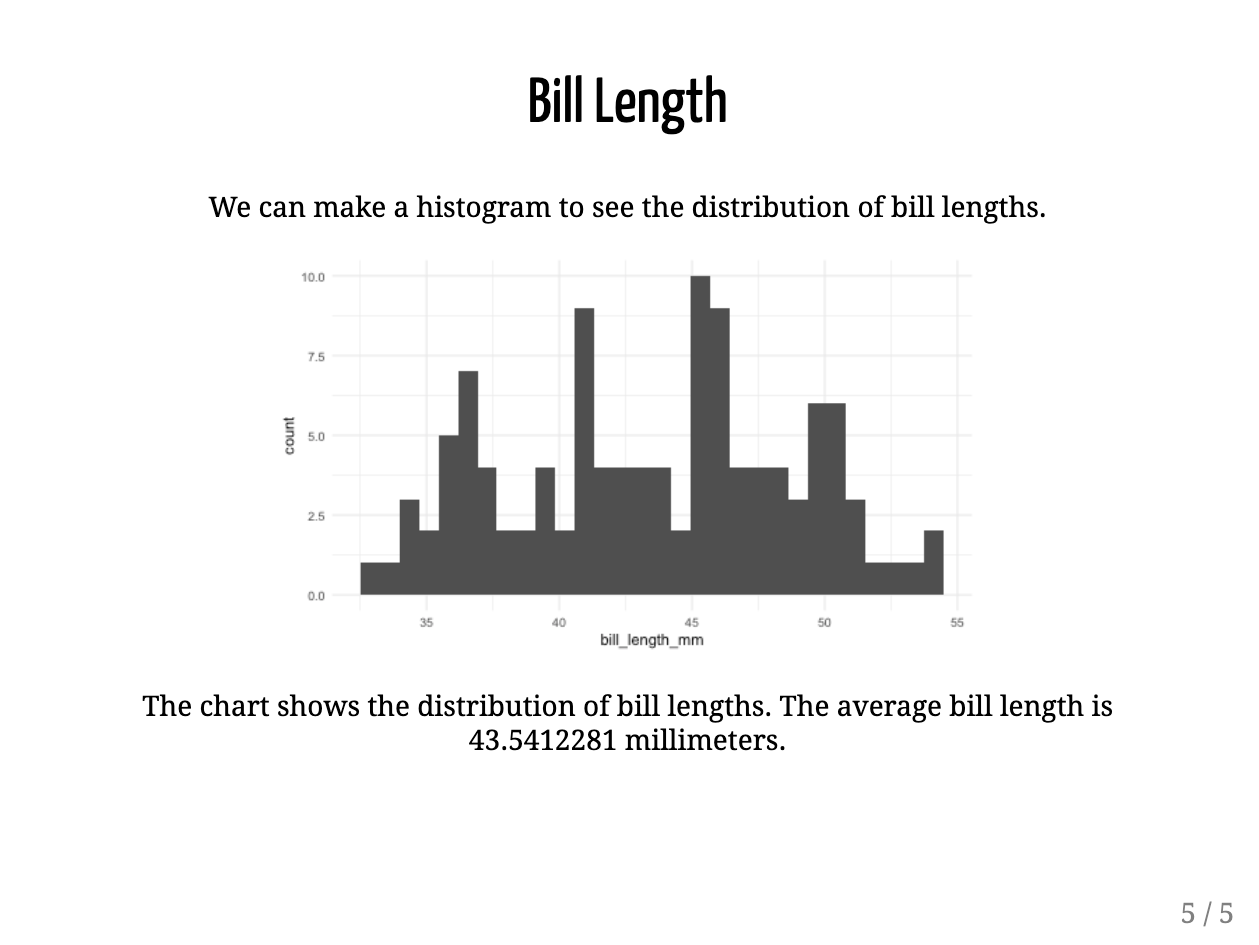 Bill Length
We can make a histogram to see the distribution of bill lengths.
10.0
7.5
5.0
2.5
0.0
count
35 40 45 50 55
bill_length_mm
The chart shows the distribution of bill lengths. The average bill length is
43.5412281 millimeters.
5 / 5